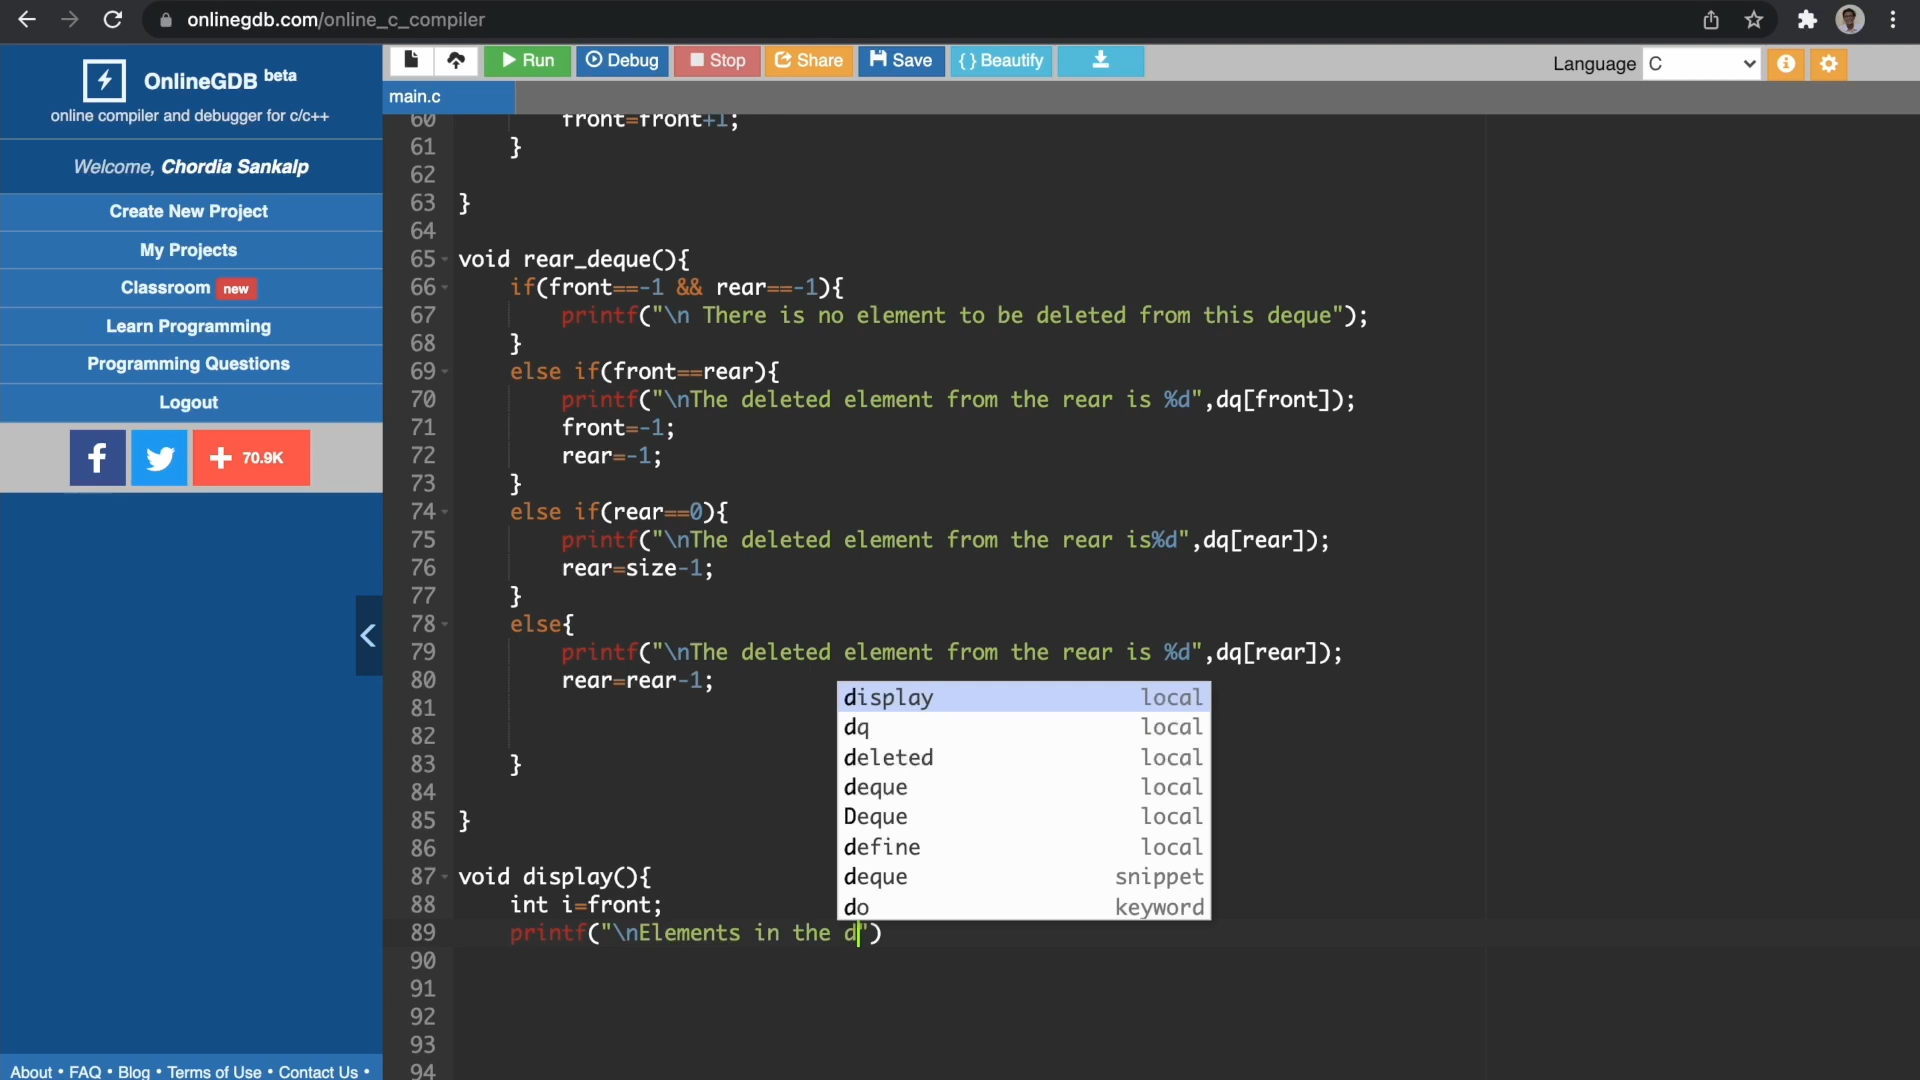 onlinegdb.com/online_c_compiler
OnlineGDB beta
online compiler and debugger for c/c++
Welcome, Chordia Sankalp
Create New Project
My Projects
Classroom new
Learn Programming
Programming Questions
Logout
f
+ 70.9K
About • FAQ • Blog • Terms of Use • Contact Us •
Run
Debug
Stop
Share
Save
{ } Beautify
Language C
main.c
60 front=front+1;
61 }
62
63 }
64
65 void rear_deque(){
66 if(front==-1 && rear==-1){
67 printf("\n There is no element to be deleted from this deque");
68 }
69 else if(front==rear){
70 printf("\nThe deleted element from the rear is %d",dq[front]);
71 front=-1;
72 rear=-1;
73 }
74 else if(rear==0){
75 printf("\nThe deleted element from the rear is%d",dq[rear]);
76 rear=size-1;
77 }
78 else{
79 printf("\nThe deleted element from the rear is %d",dq[rear]);
80 rear=rear-1;
81
82
83 }
84
85 }
86
87 void display(){
88 int i=front;
89 printf("\nElements in the d")
90
91
92
93
94
display local
dq local
deleted local
deque local
Deque local
define local
deque snippet
do keyword